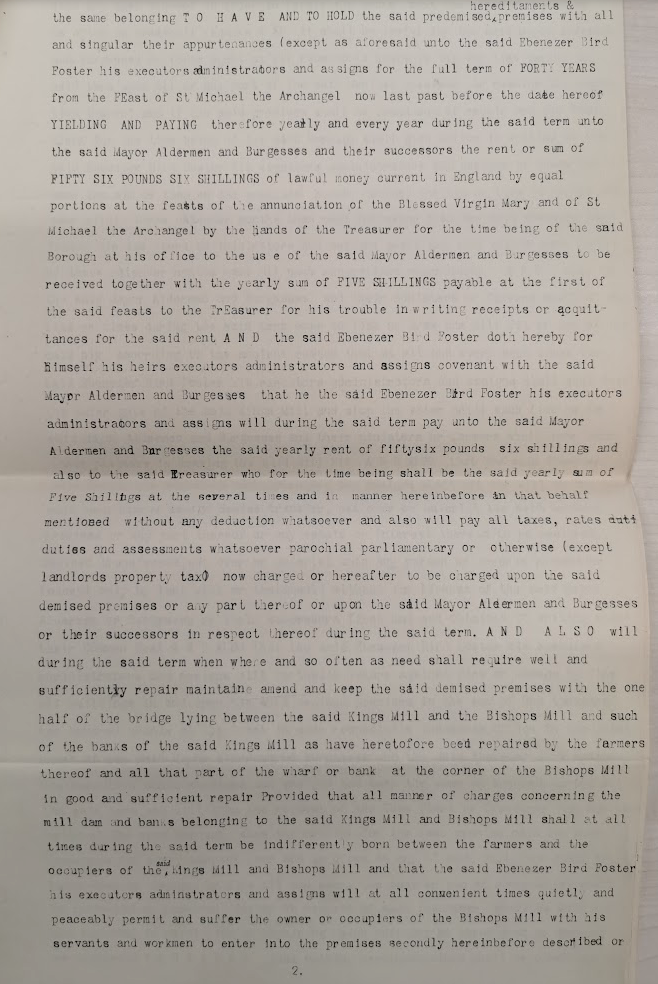 hereditaments &
the same belonging T O H A V E AND TO HOLD the said predemised,premises with all
and singular their appurtenances (except as aforesaid unto the said Ebenezer Bird
Foster his executors administrators and assigns for the full term of FORTY YEARS
from the FEast of St Michael the Archangel now last past before the date hereof
YIELDING AND PAYING therefore yearly and every year during the said term unto
the said Mayor Aldermen and Burgesses and their successors the rent or sum of
FIFTY SIX POUNDS SIX SHILLINGS of lawful money current in England by equal
portions at the feasts of the annunciation of the Blessed Virgin Mary and of St
Michael the Archangel by the Hands of the Treasurer for the time being of the said
Borough at his office to the us e of the said Mayor Aldermen and Burgesses to be
received together with the yearly sum of FIVE SHILLINGS payable at the first of
the said feasts to the TrEasurer for his trouble in writing receipts or acquit-
tances for the said rent A N D the said Ebenezer Bird Foster doth hereby for
Himself his heirs executors administrators and assigns covenant with the said
Mayor Aldermen and Burgesses that he the said Ebenezer Bird Foster his executors
administrators and assigns will during the said term pay unto the said Mayor
Aldermen and Burgesses the said yearly rent of fiftysix pounds six shillings and
also to the said Treasurer who for the time being shall be the said yearly sum of
Five Shillings at the several times and in manner hereinbefore in that behalf
mentioned without any deduction whatsoever and also will pay all taxes, rates duti
duties and assessments whatsoever parochial parliamentary or otherwise (except
landlords property tax) now charged or hereafter to be charged upon the said
demised premises or any part thereof or upon the said Mayor Aldermen and Burgesses
or their successors in respect thereof during the said term. A N D A L S O will
during the said term when where and so often as need shall require well and
sufficiently repair maintaine amend and keep the said demised premises with the one
half of the bridge lying between the said Kings Mill and the Bishops Mill and such
of the banks of the said Kings Mill as have heretofore beed repairsd by the farmers
thereof and all that part of the wharf or bank at the corner of the Bishops Mill
in good and sufficient repair Provided that all manner of charges concerning the
mill dam and banks belonging to the said Kings Mill and Bishops Mill shall at all
times during the said term be indifferently born between the farmers and the
occupiers of the, said Kings Mill and Bishops Mill and that the said Ebenezer Bird Foster
his executors adminstrators and assigns will at all convenient times quietly and
peaceably permit and suffer the owner or occupiers of the Bishops Mill with his
servants and workmen to enter into the premises secondly hereinbefore described or
2.